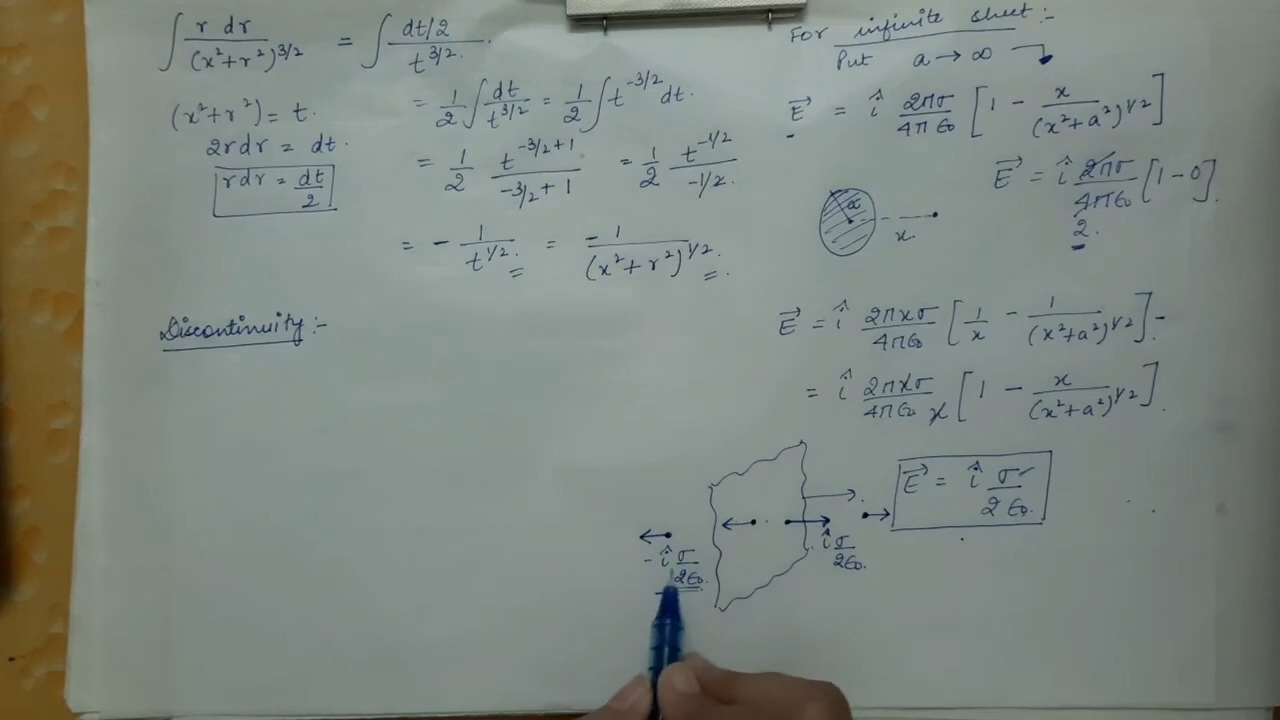 ∫ r dr / (x²+r²)^3/2 = ∫ dt/2 / t^3/2.
(x²+r²) = t.
2rdr = dt.
rdr = dt/2
= 1/2 ∫ dt/t^3/2 = 1/2 ∫ t^-3/2 dt.
= 1/2 t^-3/2+1 / -3/2+1 = 1/2 t^-1/2 / -1/2.
= - 1/t^1/2. = -1/(x²+r²)^1/2.
Discontinuity :-
For infinite sheet :-
Put a → ∞
E⃗ = î 2πσ/4πε₀ [1 - x/(x²+a²)^1/2]
E⃗ = î 2πσ/4πε₀ [1-0].
2.
a
x.
E⃗ = î 2πxσ/4πε₀ [1/x - 1/(x²+a²)^1/2].
= î 2πxσ/4πε₀ x [1 - x/(x²+a²)^1/2].
E⃗ = î σ/2ε₀.
î σ/2ε₀.
- î σ/2ε₀.